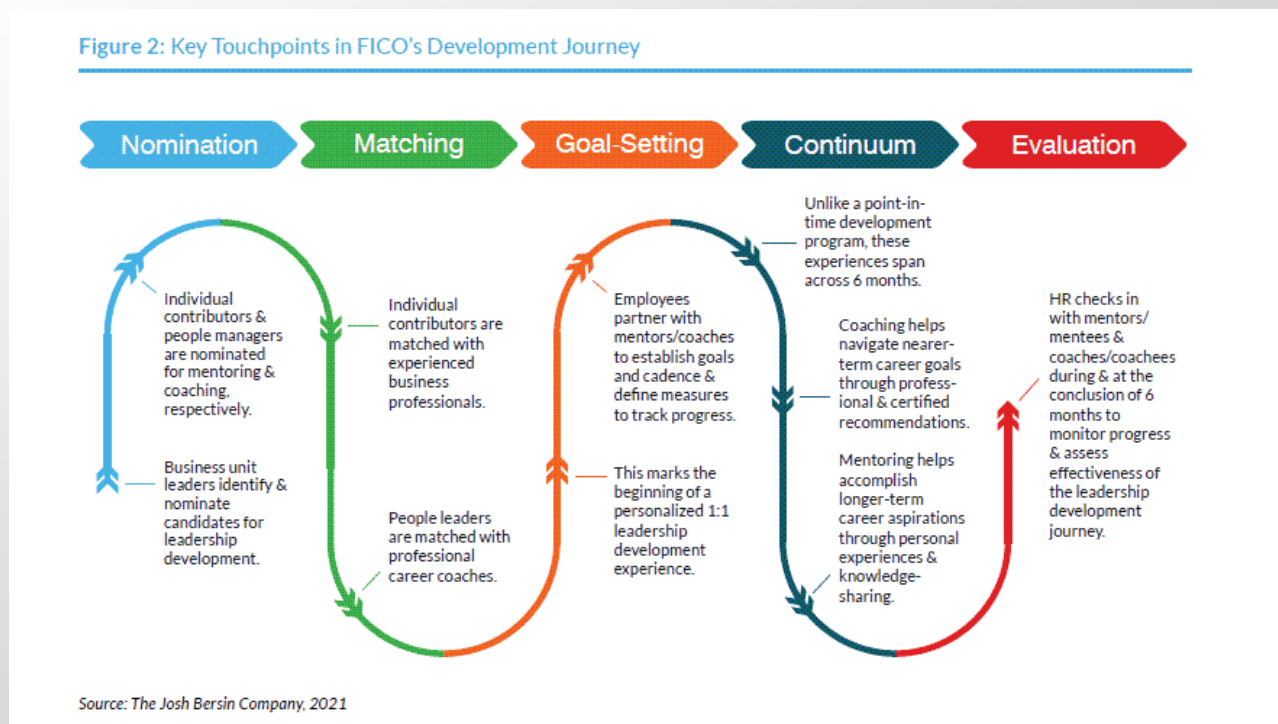 Figure 2: Key Touchpoints in FICO's Development Journey
Nomination
Matching
Goal-Setting
Continuum
Evaluation
Individual
contributors &
people managers
are nominated
for mentoring &
coaching,
respectively.
Business unit
leaders identify &
nominate
candidates for
leadership
development.
Individual
contributors are
matched with
experienced
business
professionals.
People leaders
are matched with
professional
career coaches.
Employees
partner with
mentors/coaches
to establish goals
and cadence &
define measures
to track progress.
This marks the
beginning of a
personalized 1:1
leadership
development
experience.
Unlike a point-in-
time development
program, these
experiences span
across 6 months.
Coaching helps
navigate nearer-
term career goals
through profess-
ional & certified
recommendations.
Mentoring helps
accomplish
longer-term
career aspirations
through personal
experiences &
knowledge-
sharing.
HR checks in
with mentors/
mentees &
coaches/coachees
during & at the
conclusion of 6
months to
monitor progress
& assess
effectiveness of
the leadership
development
journey.
Source: The Josh Bersin Company, 2021